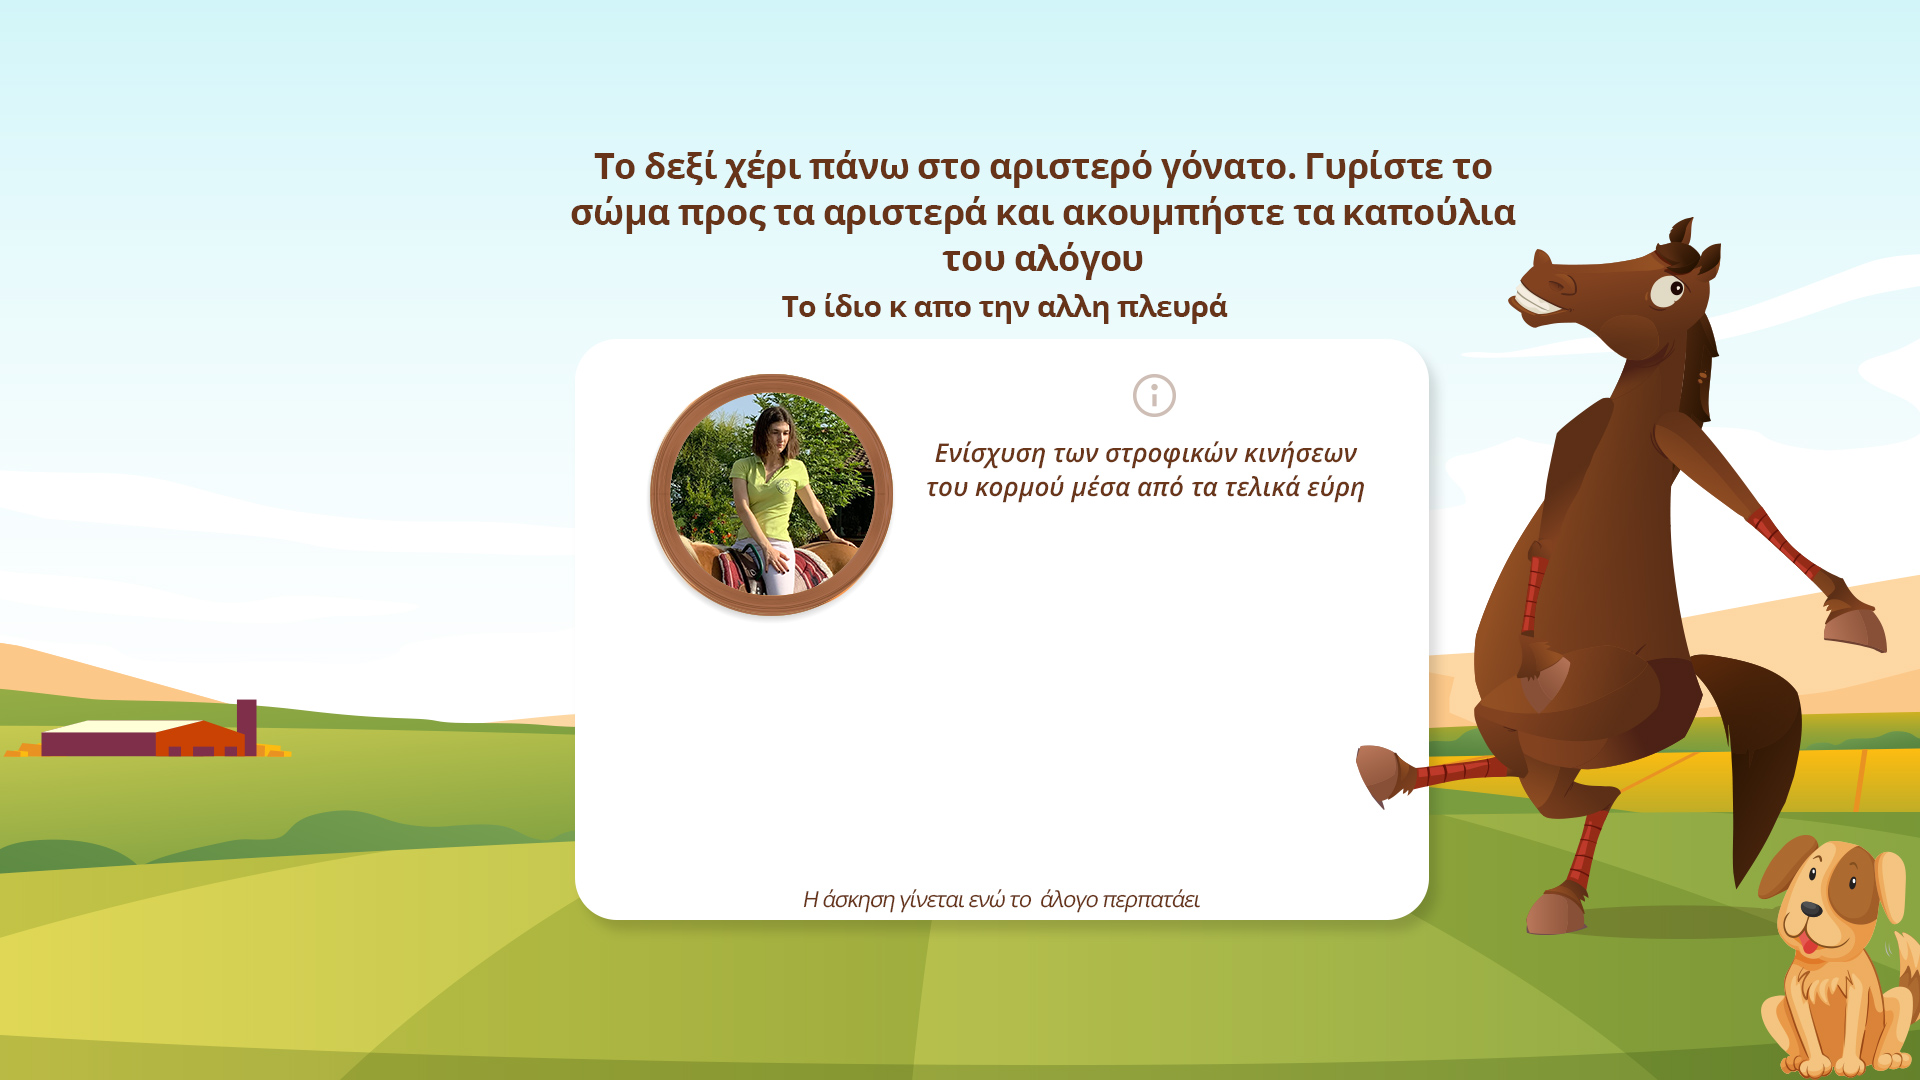 Το δεξί χέρι πάνω στο αριστερό γόνατο. Γυρίστε το
σώμα προς τα αριστερά και ακουμπήστε τα καπούλια
του αλόγου
Το ίδιο κ απο την αλλη πλευρά
Ενίσχυση των στροφικών κινήσεων
του κορμού μέσα από τα τελικά εύρη
Η άσκηση γίνεται ενώ το  άλογο περπατάει